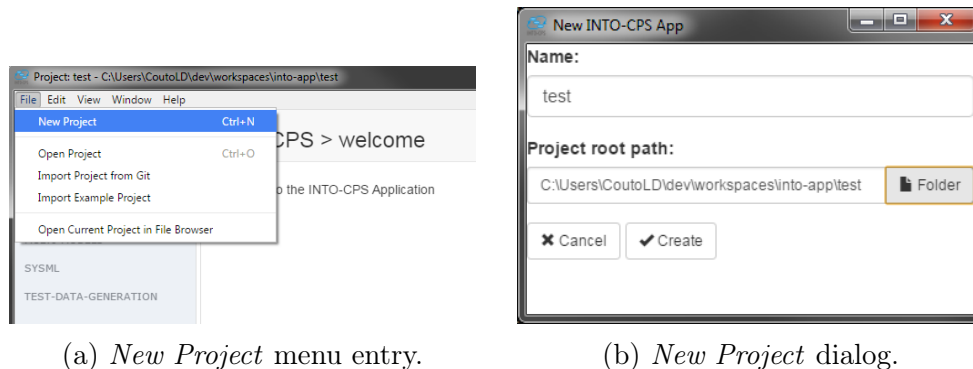 Project: test - C:\Users\CoutoLD\dev\workspaces\into-app\test
File Edit View Window Help
New Project Ctrl+N
CPS > welcome
Open Project Ctrl+O
Import Project from Git
o the INTO-CPS Application
Import Example Project
Open Current Project in File Browser
SYSML
TEST-DATA-GENERATION
(a) New Project menu entry.
New INTO-CPS App
Name:
test
Project root path:
C:\Users\CoutoLD\dev\workspaces\into-app\test Folder
Cancel Create
(b) New Project dialog.